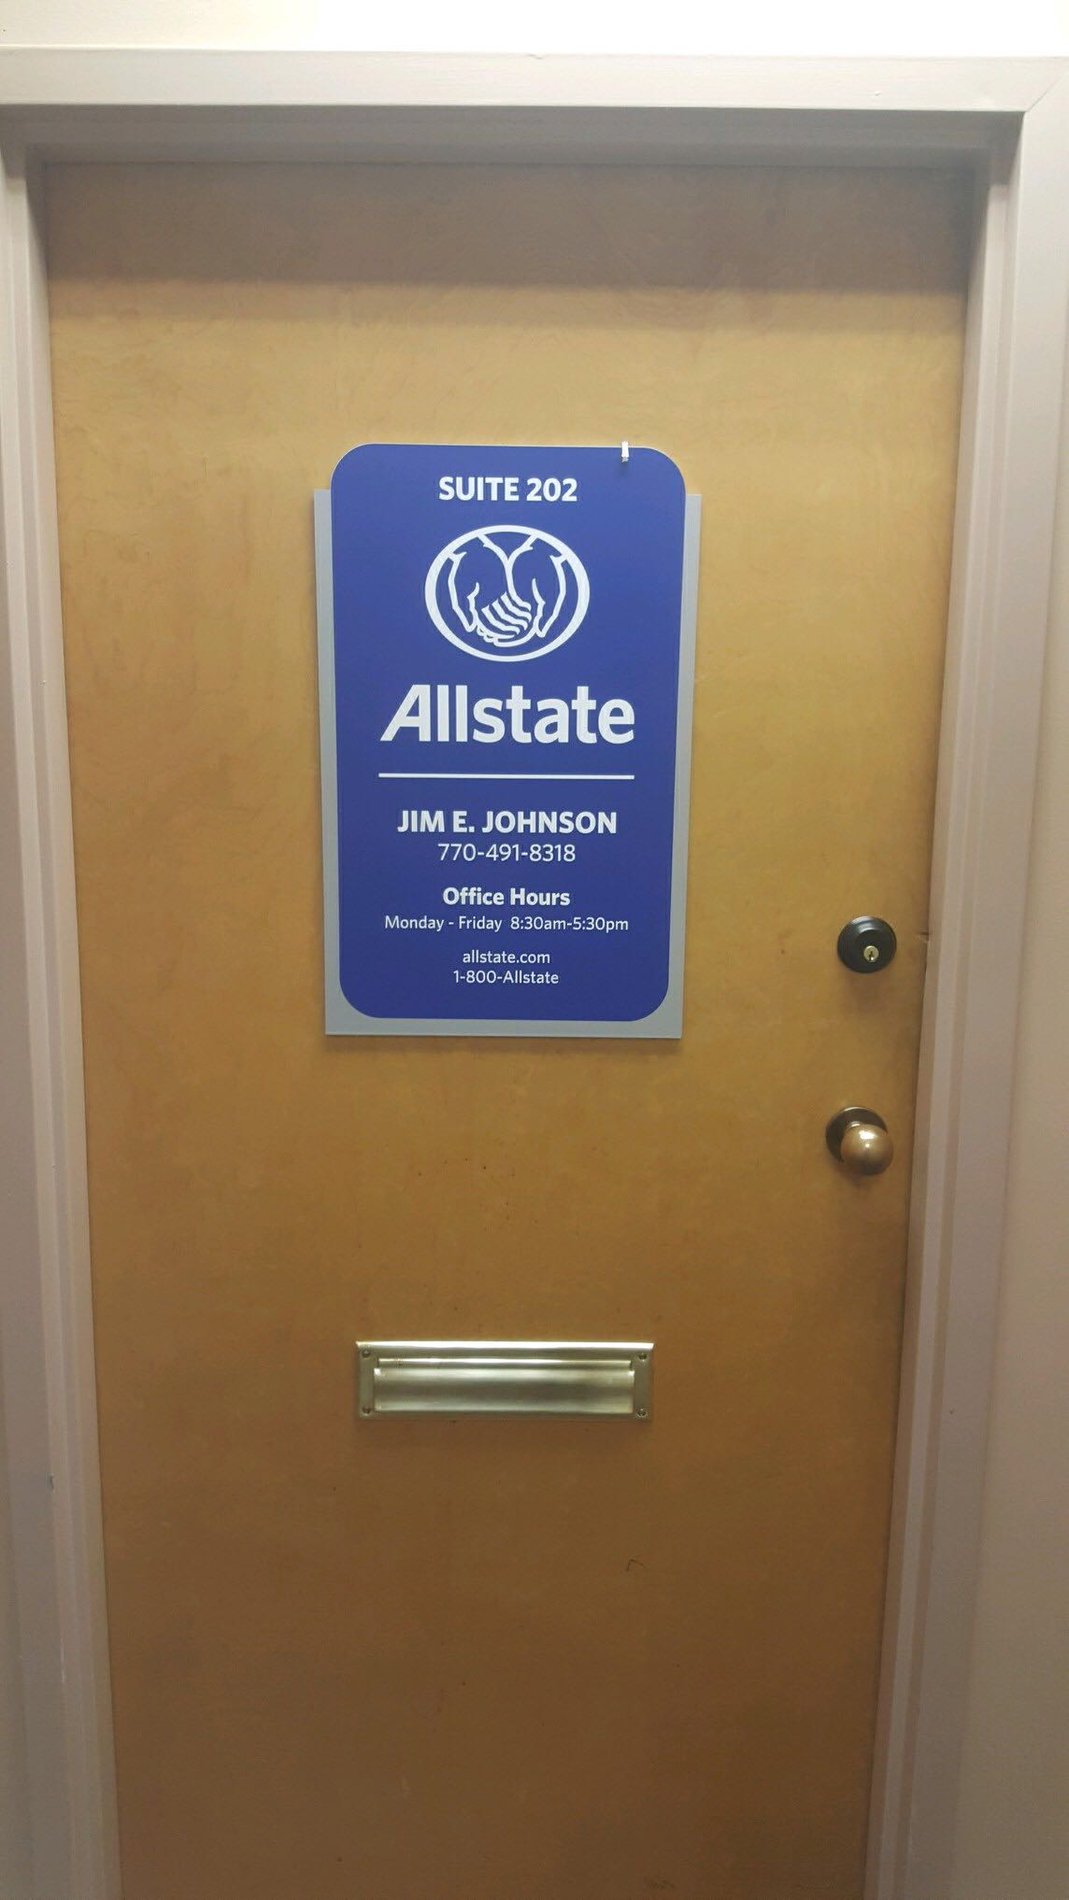 SUITE 202
Allstate
JIM E. JOHNSON
770-491-8318
Office Hours
Monday - Friday 8:30am-5:30pm
allstate.com
1-800-Allstate